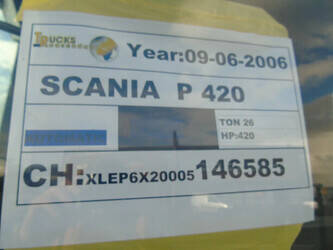 TRUCKS
Year:09-06-2006
SCANIA P 420
TON 26
HP:420
CH:XLEP6X20005146585